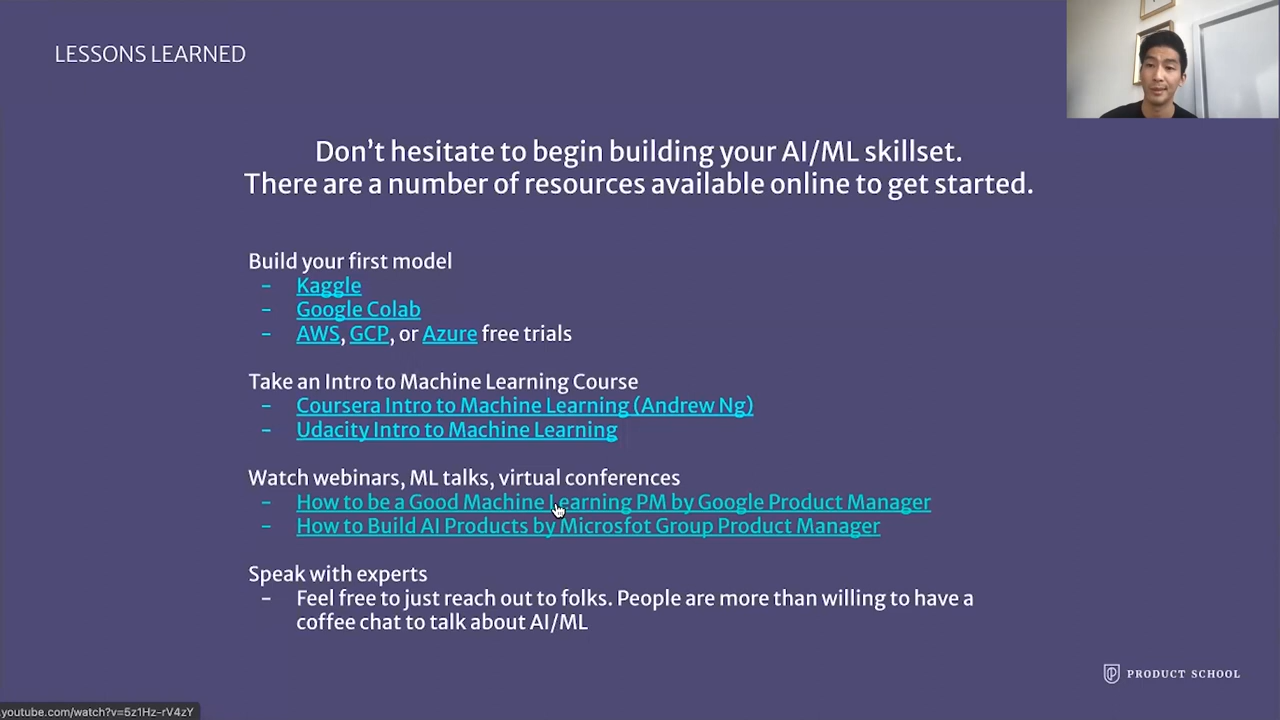 LESSONS LEARNED
Don’t hesitate to begin building your AI/ML skillset.
There are a number of resources available online to get started.
Build your first model
- Kaggle
- Google Colab
- AWS, GCP, or Azure free trials
Take an Intro to Machine Learning Course
- Coursera Intro to Machine Learning (Andrew Ng)
- Udacity Intro to Machine Learning
Watch webinars, ML talks, virtual conferences
- How to be a Good Machine Learning PM by Google Product Manager
- How to Build AI Products by Microsfot Group Product Manager
Speak with experts
- Feel free to just reach out to folks. People are more than willing to have a
coffee chat to talk about AI/ML
PRODUCT SCHOOL
youtube.com/watch?v=5z1Hz-rV4zY